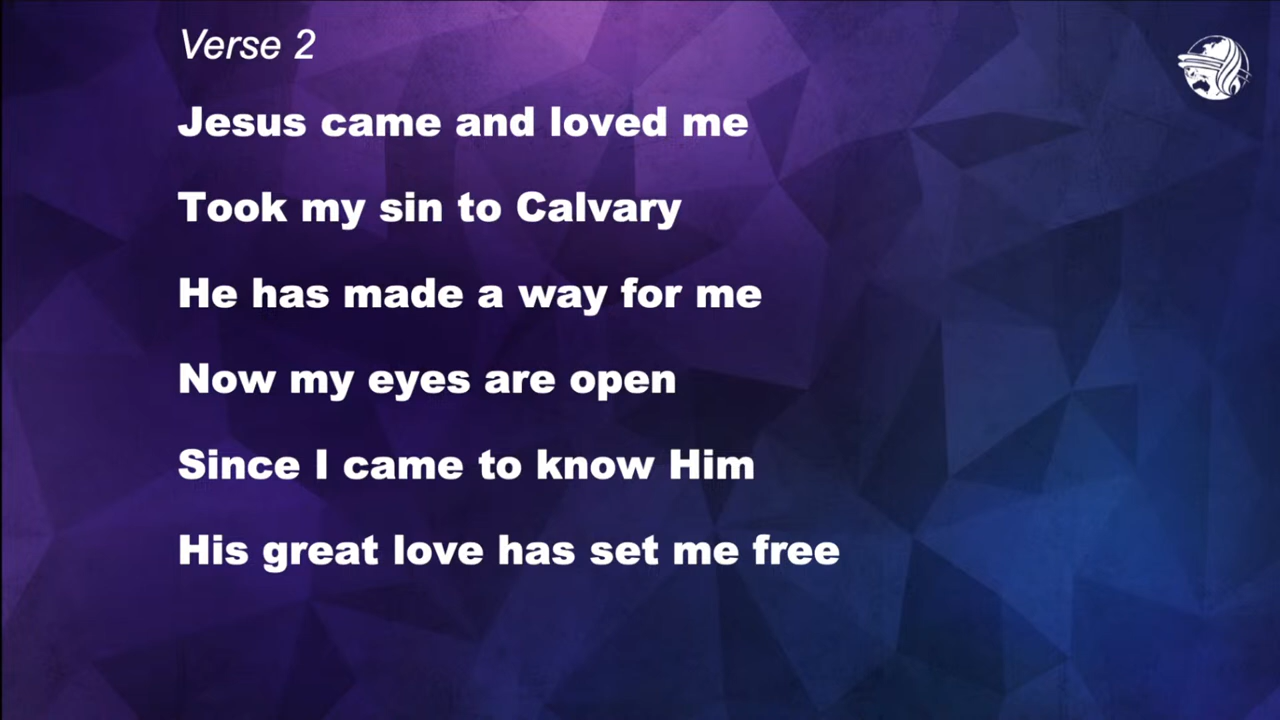 Verse 2
Jesus came and loved me
Took my sin to Calvary
He has made a way for me
Now my eyes are open
Since I came to know Him
His great love has set me free